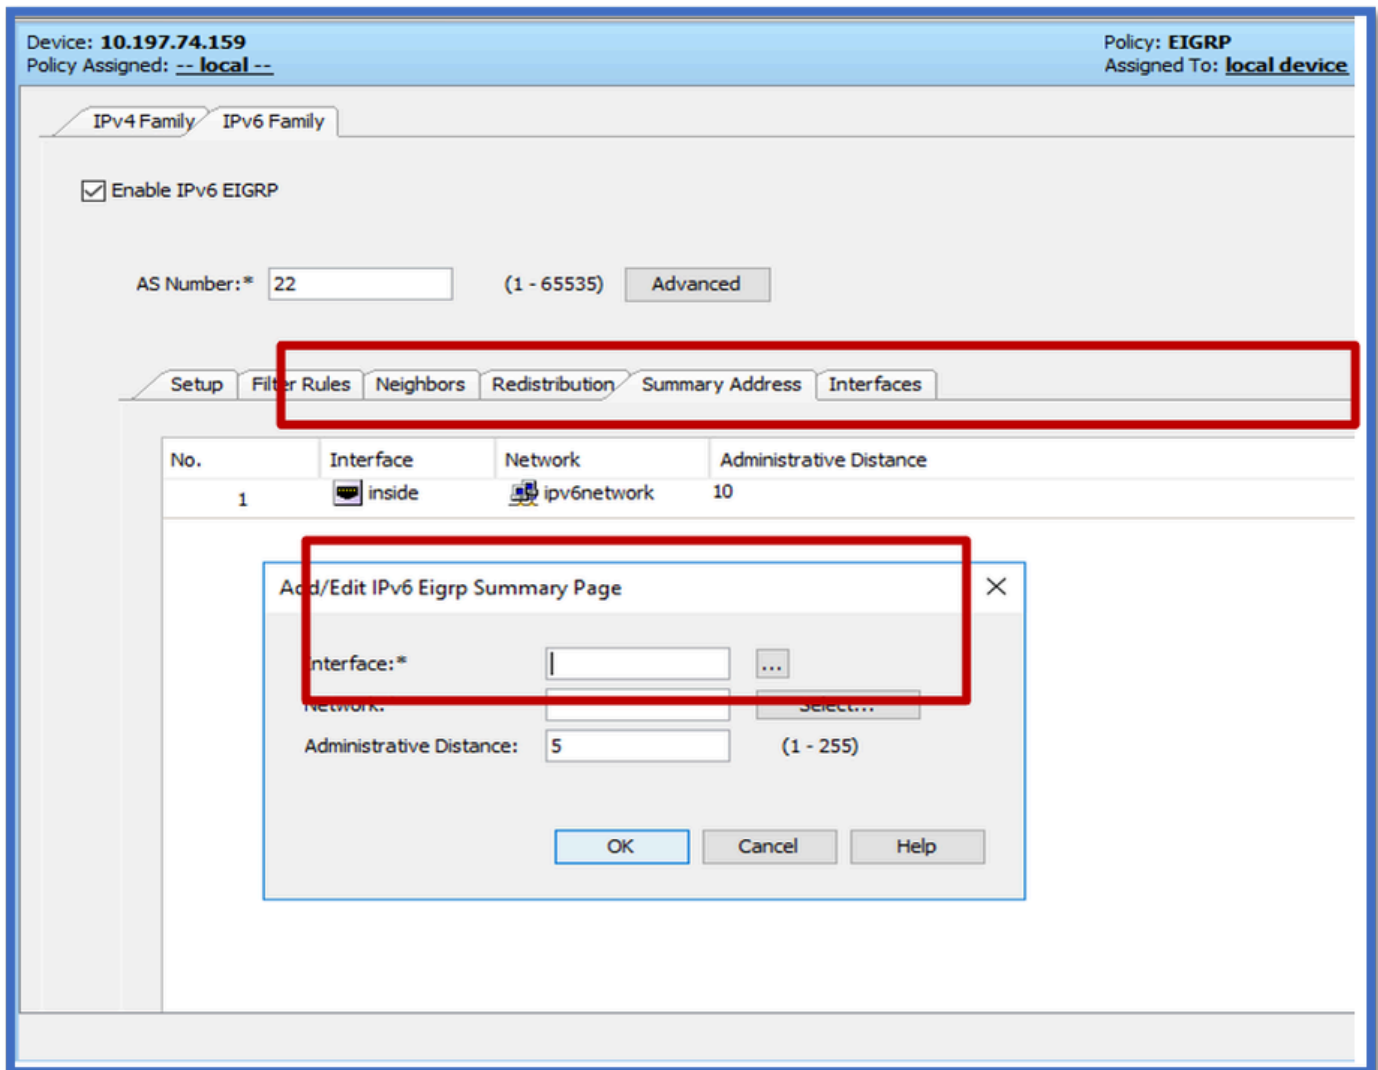 Device: 10.197.74.159 Policy: EIGRP
Policy Assigned: -- local -- Assigned To: local device
IPv4 Family IPv6 Family
Enable IPv6 EIGRP
AS Number:* 22 (1 - 65535) Advanced
Setup Filter Rules Neighbors Redistribution Summary Address Interfaces
No. Interface Network Administrative Distance
1 inside ipv6network 10
Add/Edit IPv6 Eigrp Summary Page
Interface:* ...
Network: Select...
Administrative Distance: 5 (1 - 255)
OK Cancel Help